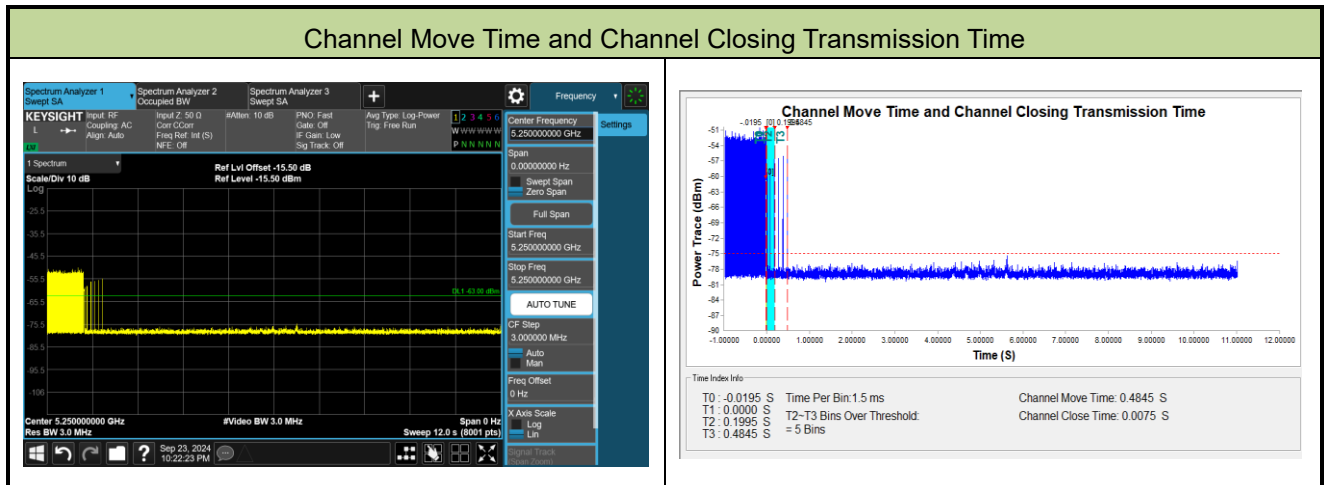 Channel Move Time and Channel Closing Transmission Time
Spectrum Analyzer 1
Swept SA
Spectrum Analyzer 2
Occupied BW
Spectrum Analyzer 3
Swept SA
+
Frequency
KEYSIGHT
L
Input: RF
Coupling: AC
Align: Auto
Input Z: 50 Ω
Corr CCorr
Freq Ref: Int (S)
NFE: Off
#Atten: 10 dB
PNO: Fast
Gate: Off
IF Gain: Low
Sig Track: Off
Avg Type: Log-Power
Trig: Free Run
1 2 3 4 5 6
W W W W W W
P N N N N N
Settings
Center Frequency
5.250000000 GHz
Span
0.00000000 Hz
Swept Span
Zero Span
Full Span
Start Freq
5.250000000 GHz
Stop Freq
5.250000000 GHz
AUTO TUNE
CF Step
3.000000 MHz
Auto
Man
Freq Offset
0 Hz
X Axis Scale
Log
Lin
Signal Track
(Span Zoom)
1 Spectrum
Scale/Div 10 dB
Log
Ref Lvl Offset -15.50 dB
Ref Level -15.50 dBm
-25.5
-35.5
-45.5
-55.5
-65.5
-75.5
-85.5
-95.5
-106
DL1 -63.00 dBm
Center 5.250000000 GHz
Res BW 3.0 MHz
#Video BW 3.0 MHz
Span 0 Hz
Sweep 12.0 s (8001 pts)
?
Sep 23, 2024
10:22:23 PM
Channel Move Time and Channel Closing Transmission Time
-.0195
T2
T3
Power Trace (dBm)
-51
-54
-57
-60
-63
-66
-69
-72
-75
-78
-81
-84
-87
-90
-1.00000 0.00000 1.00000 2.00000 3.00000 4.00000 5.00000 6.00000 7.00000 8.00000 9.00000 10.00000 11.00000 12.00000
Time (S)
Time Index Info
T0 : -0.0195 S
T1 : 0.0000 S
T2 : 0.1995 S
T3 : 0.4845 S
Time Per Bin:1.5 ms
T2~T3 Bins Over Threshold:
= 5 Bins
Channel Move Time: 0.4845 S
Channel Close Time: 0.0075 S